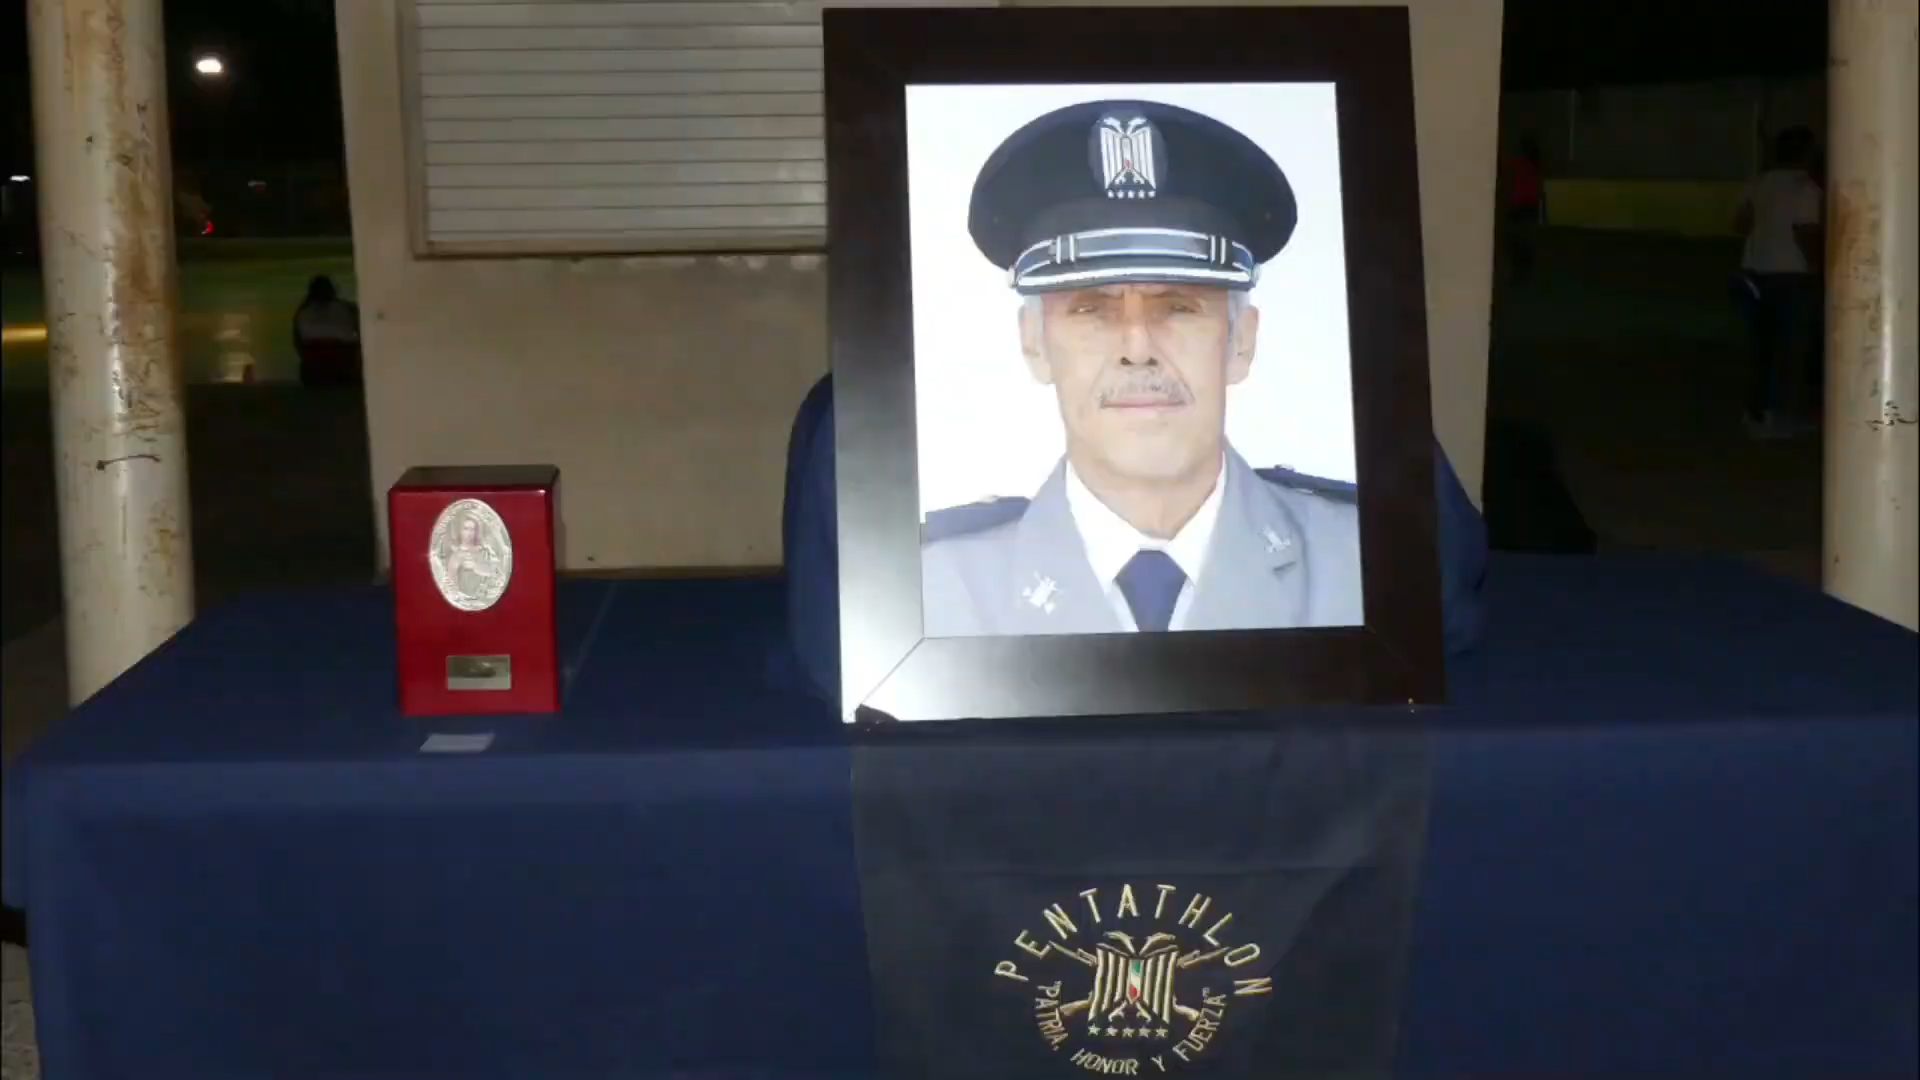 PENTATHLON
"PATRIA, HONOR Y FUERZA"